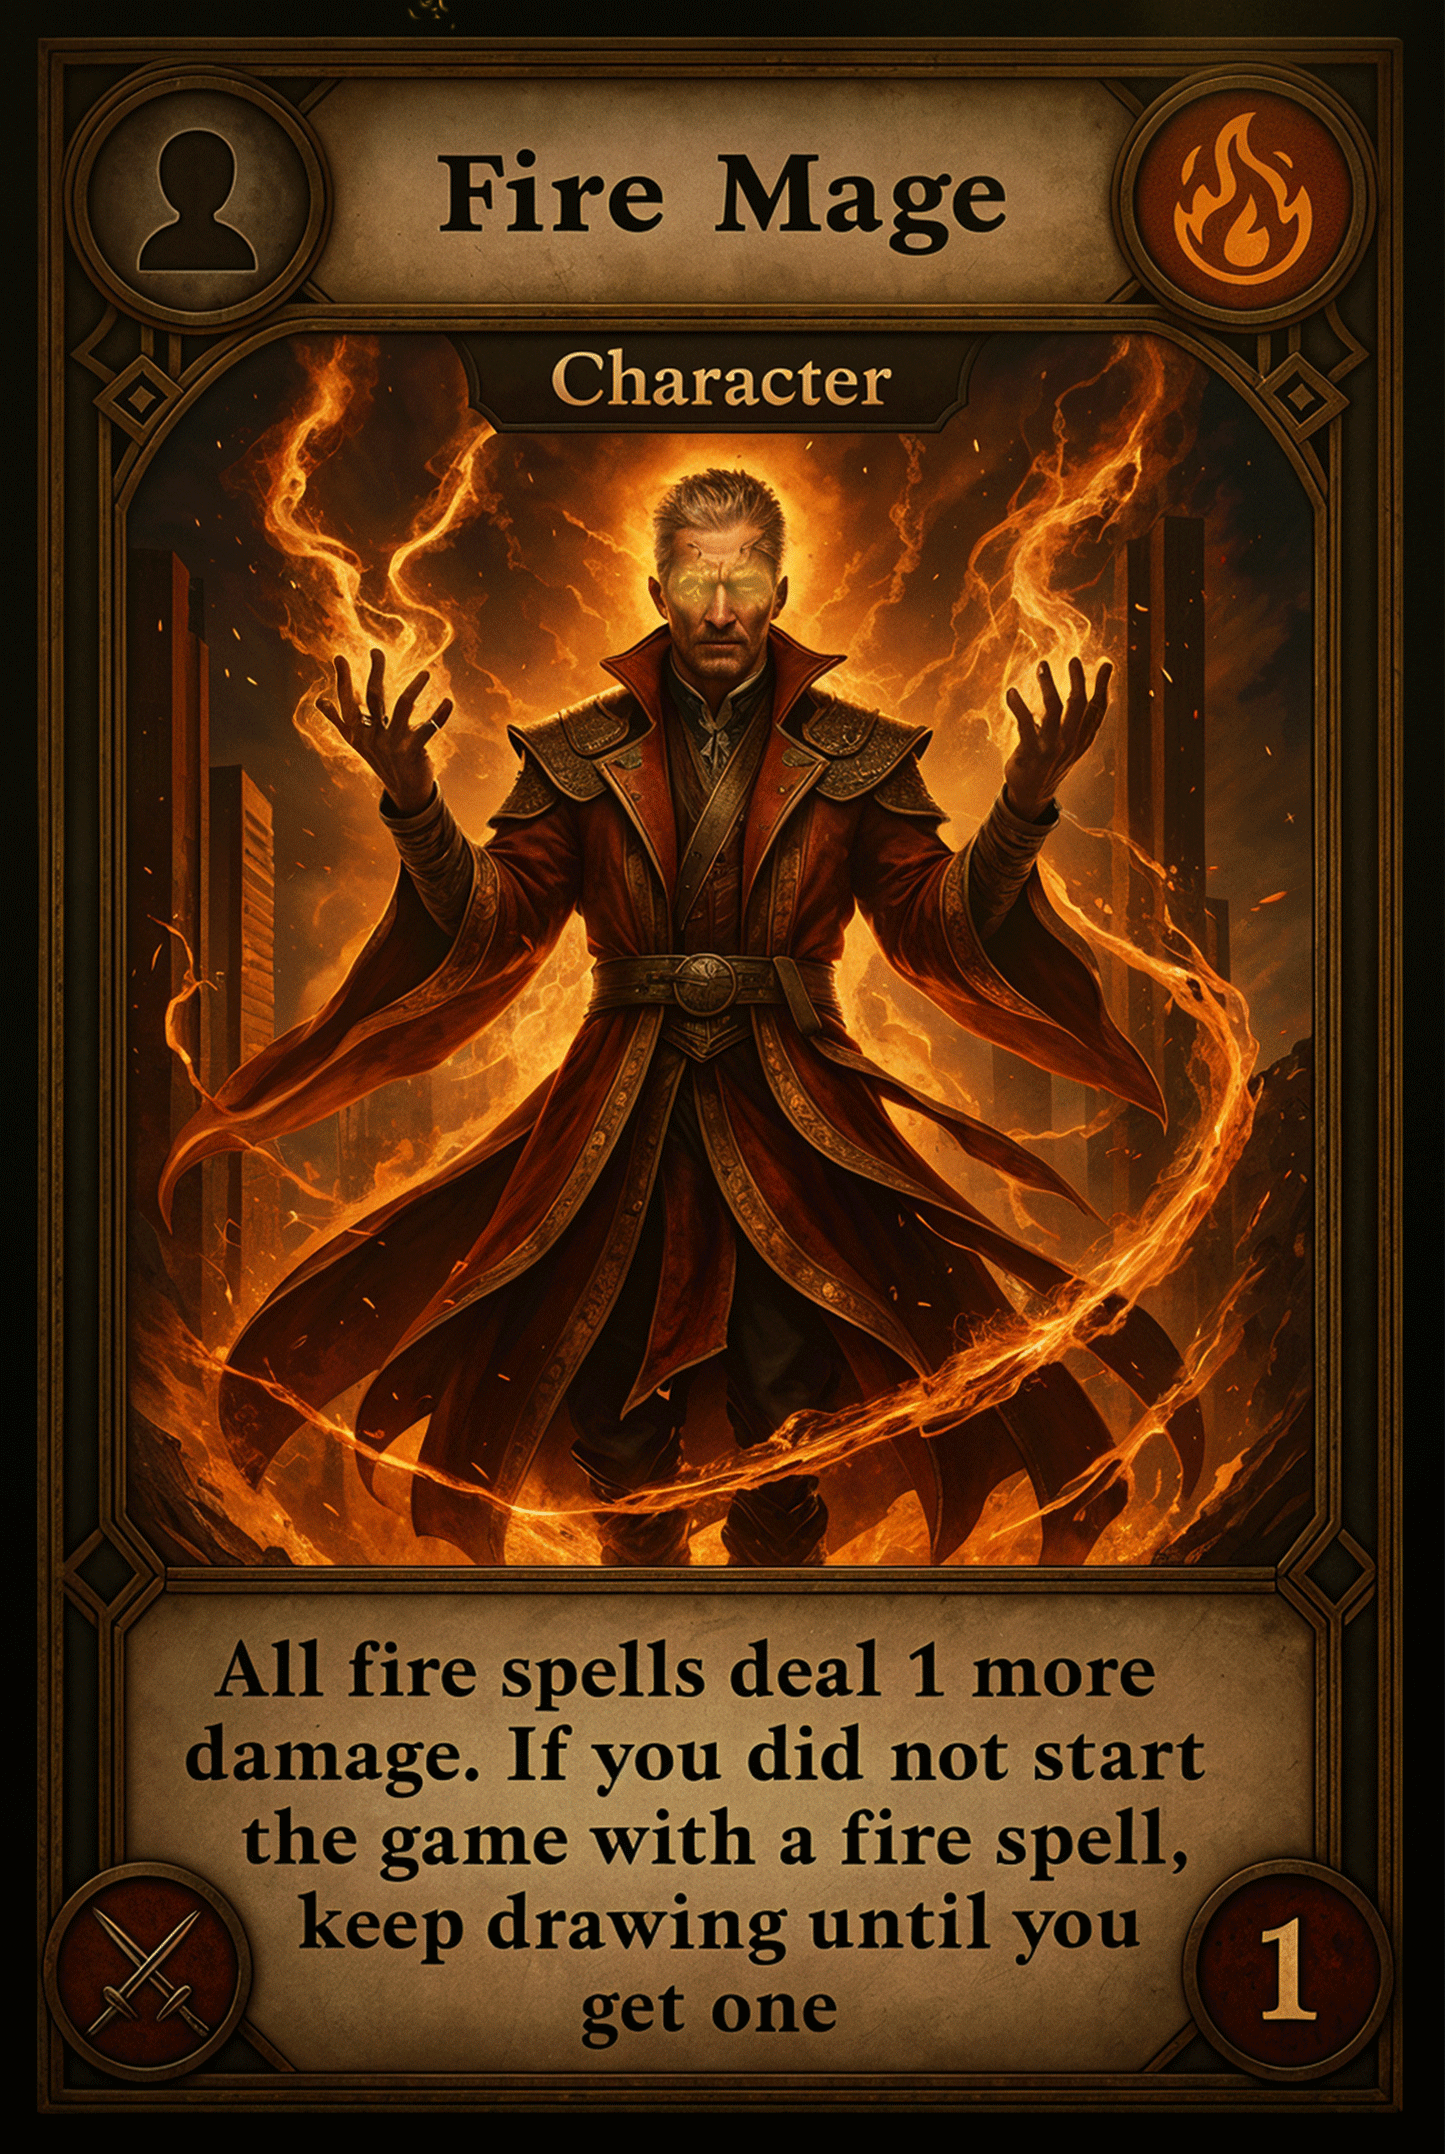 Fire Mage
Character
All fire spells deal 1 more
damage. If you did not start
the game with a fire spell,
keep drawing until you
get one
1